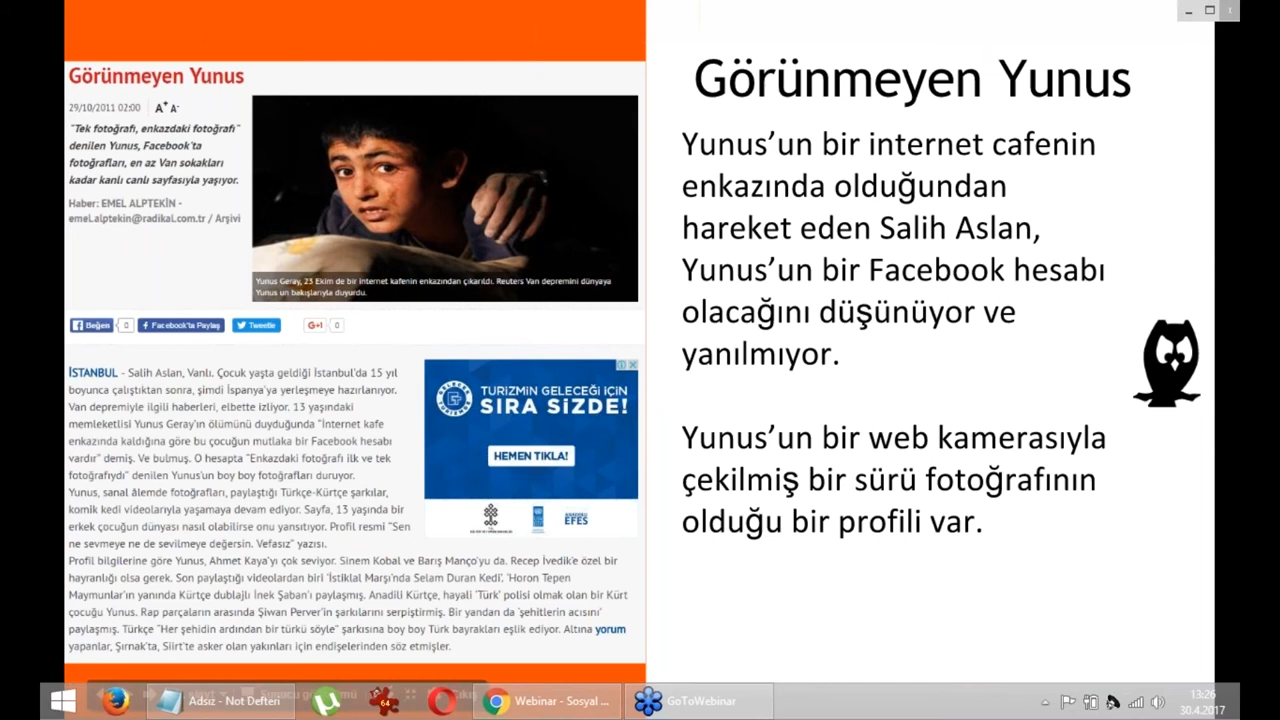 Görünmeyen Yunus
29/10/2011 02:00
A+ A-
"Tek fotoğrafı, enkazdaki fotoğrafı"
denilen Yunus, Facebook'ta
fotoğrafları, en az Van sokakları
kadar kanlı canlı sayfasıyla yaşıyor.
Haber: EMEL ALPTEKİN -
emel.alptekin@radikal.com.tr / Arşivi
Yunus Geray, 23 Ekim de bir internet kafenin enkazından çıkarıldı. Reuters Van depremini dünyaya
Yunus un bakışlarıyla duyurdu.
Beğen 0 Facebook'ta Paylaş Tweetle G+1 0
İSTANBUL - Salih Aslan, Vanlı. Çocuk yaşta geldiği İstanbul'da 15 yıl
boyunca çalıştıktan sonra, şimdi İspanya'ya yerleşmeye hazırlanıyor.
Van depremiyle ilgili haberleri, elbette izliyor. 13 yaşındaki
memleketlisi Yunus Geray'ın ölümünü duyduğunda "İnternet kafe
enkazında kaldığına göre bu çocuğun mutlaka bir Facebook hesabı
vardır" demiş. Ve bulmuş. O hesapta "Enkazdaki fotoğrafı ilk ve tek
fotoğrafıydı" denilen Yunus'un boy boy fotoğrafları duruyor.
Yunus, sanal âlemde fotoğrafları, paylaştığı Türkçe-Kürtçe şarkılar,
komik kedi videolarıyla yaşamaya devam ediyor. Sayfa, 13 yaşında bir
erkek çocuğun dünyası nasıl olabilirse onu yansıtıyor. Profil resmi "Sen
ne sevmeye ne de sevilmeye değersin. Vefasız" yazısı.
Profil bilgilerine göre Yunus, Ahmet Kaya'yı çok seviyor. Sinem Kobal ve Barış Manço'yu da. Recep İvedik'e özel bir
hayranlığı olsa gerek. Son paylaştığı videolardan biri 'İstiklal Marşı'nda Selam Duran Kedi'. 'Horon Tepen
Maymunlar'ın yanında Kürtçe dublajlı İnek Şaban'ı paylaşmış. Anadili Kürtçe, hayali 'Türk' polisi olmak olan bir Kürt
çocuğu Yunus. Rap parçaların arasında Şiwan Perver'in şarkılarını serpiştirmiş. Bir yandan da 'şehitlerin acısını'
paylaşmış. Türkçe "Her şehidin ardından bir türkü söyle" şarkısına boy boy Türk bayrakları eşlik ediyor. Altına yorum
yapanlar, Şırnak'ta, Siirt'te asker olan yakınları için endişelerinden söz etmişler.
TURİZMİN GELECEĞİ İÇİN
SIRA SİZDE!
HEMEN TIKLA!
ANADOLU
EFES
Görünmeyen Yunus
Yunus'un bir internet cafenin
enkazında olduğundan
hareket eden Salih Aslan,
Yunus'un bir Facebook hesabı
olacağını düşünüyor ve
yanılmıyor.
Yunus'un bir web kamerasıyla
çekilmiş bir sürü fotoğrafının
olduğu bir profili var.
Adsız - Not Defteri
64
Webinar - Sosyal ...
GoToWebinar
13:26
30.4.2017